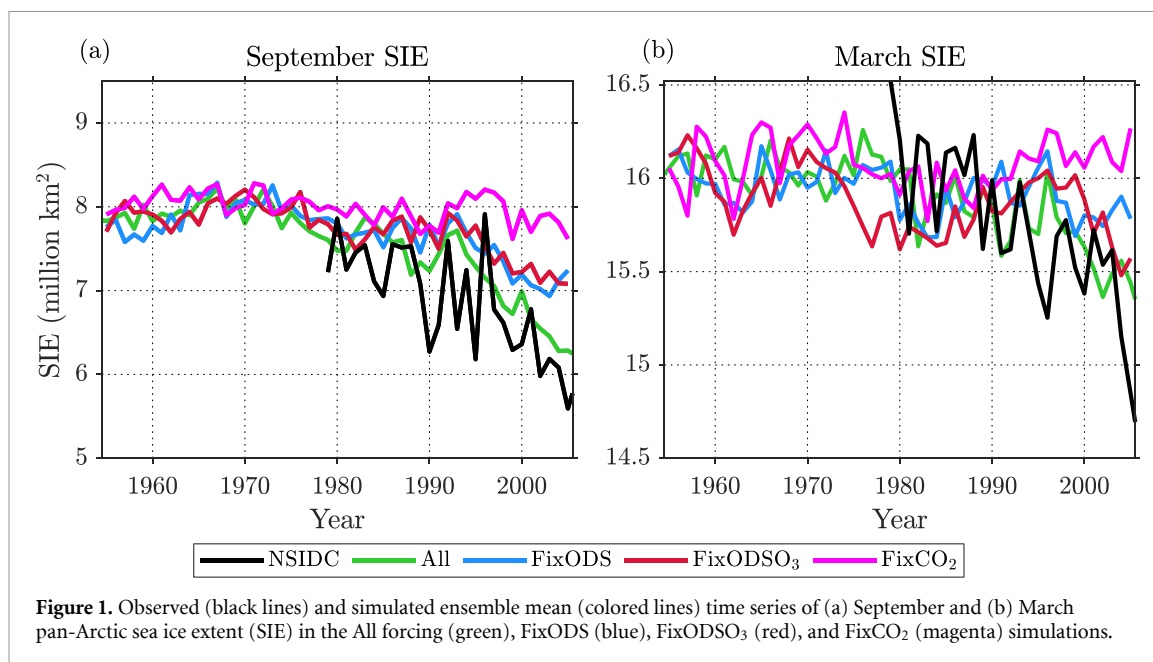 (a) September SIE
9
8
7
6
5
SIE (million km²)
1960 1970 1980 1990 2000
Year
(b) March SIE
16.5
16
15.5
15
14.5
1960 1970 1980 1990 2000
Year
NSIDC All FixODS FixODSO₃ FixCO₂
Figure 1. Observed (black lines) and simulated ensemble mean (colored lines) time series of (a) September and (b) March
pan-Arctic sea ice extent (SIE) in the All forcing (green), FixODS (blue), FixODSO₃ (red), and FixCO₂ (magenta) simulations.